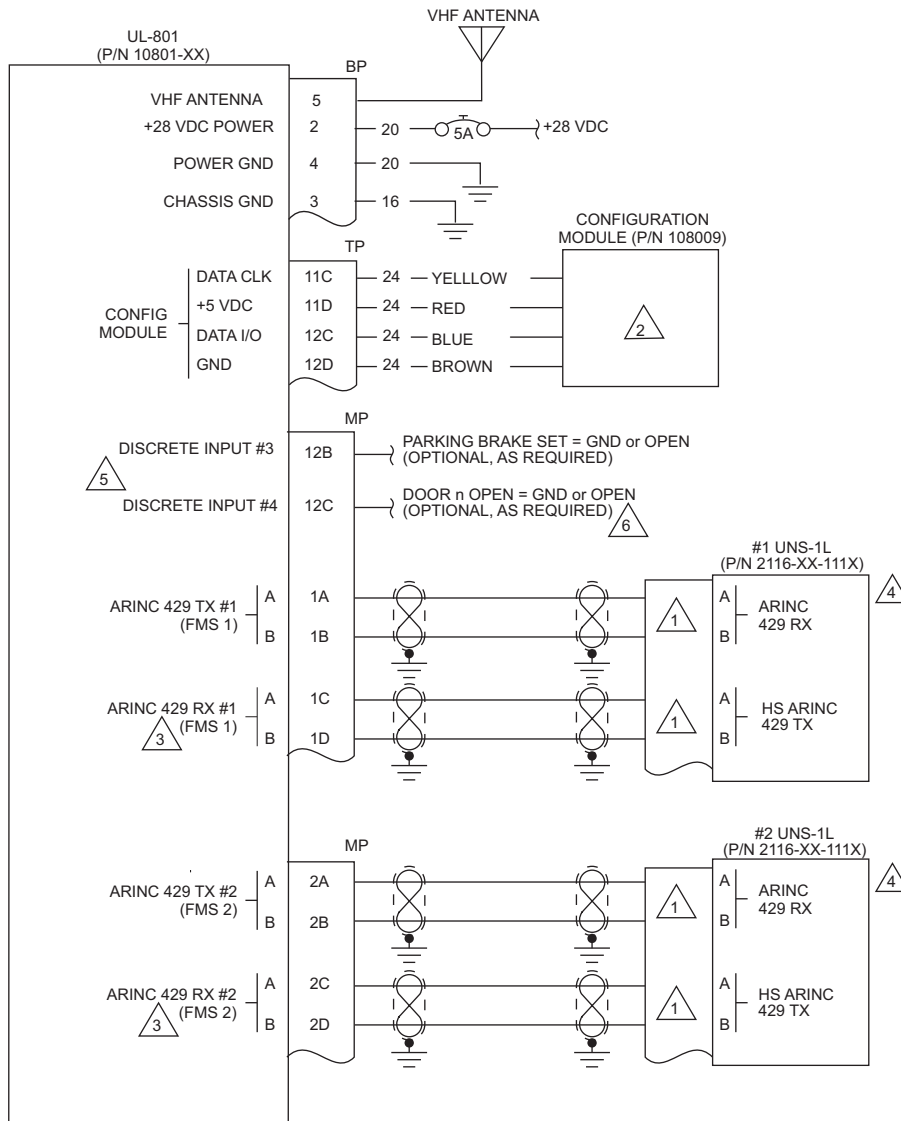 VHF ANTENNA
UL-801
(P/N 10801-XX)
BP
VHF ANTENNA 5
+28 VDC POWER 2 20 5A +28 VDC
POWER GND 4 20
CHASSIS GND 3 16
CONFIGURATION
MODULE (P/N 108009)
TP
CONFIG
MODULE
DATA CLK 11C 24 YELLLOW
+5 VDC 11D 24 RED
DATA I/O 12C 24 BLUE
GND 12D 24 BROWN
2
MP
DISCRETE INPUT #3 12B PARKING BRAKE SET = GND or OPEN
(OPTIONAL, AS REQUIRED)
5
DISCRETE INPUT #4 12C DOOR n OPEN = GND or OPEN
(OPTIONAL, AS REQUIRED)
6
#1 UNS-1L
(P/N 2116-XX-111X)
4
ARINC 429 TX #1
(FMS 1)
A 1A
B 1B
1
A
B
ARINC
429 RX
ARINC 429 RX #1
(FMS 1)
3
A 1C
B 1D
1
A
B
HS ARINC
429 TX
#2 UNS-1L
(P/N 2116-XX-111X)
4
MP
ARINC 429 TX #2
(FMS 2)
A 2A
B 2B
1
A
B
ARINC
429 RX
ARINC 429 RX #2
(FMS 2)
3
A 2C
B 2D
1
A
B
HS ARINC
429 TX